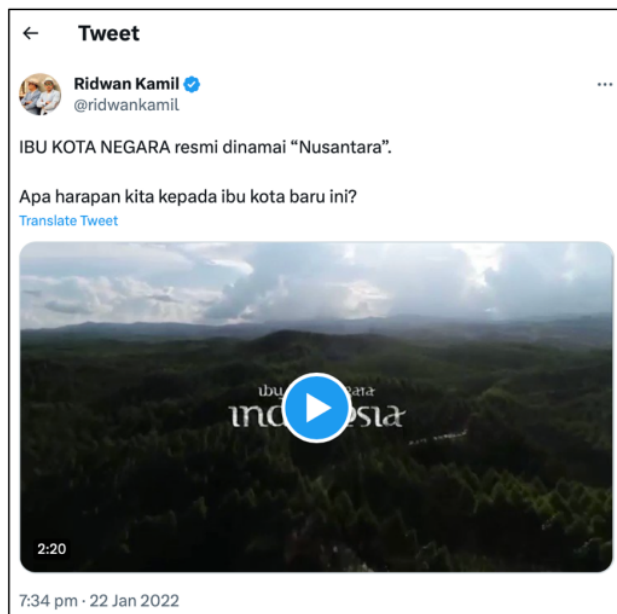 ← Tweet
Ridwan Kamil
@ridwankamil
...
IBU KOTA NEGARA resmi dinamai “Nusantara”.
Apa harapan kita kepada ibu kota baru ini?
Translate Tweet
ibu
2:20
7:34 pm · 22 Jan 2022